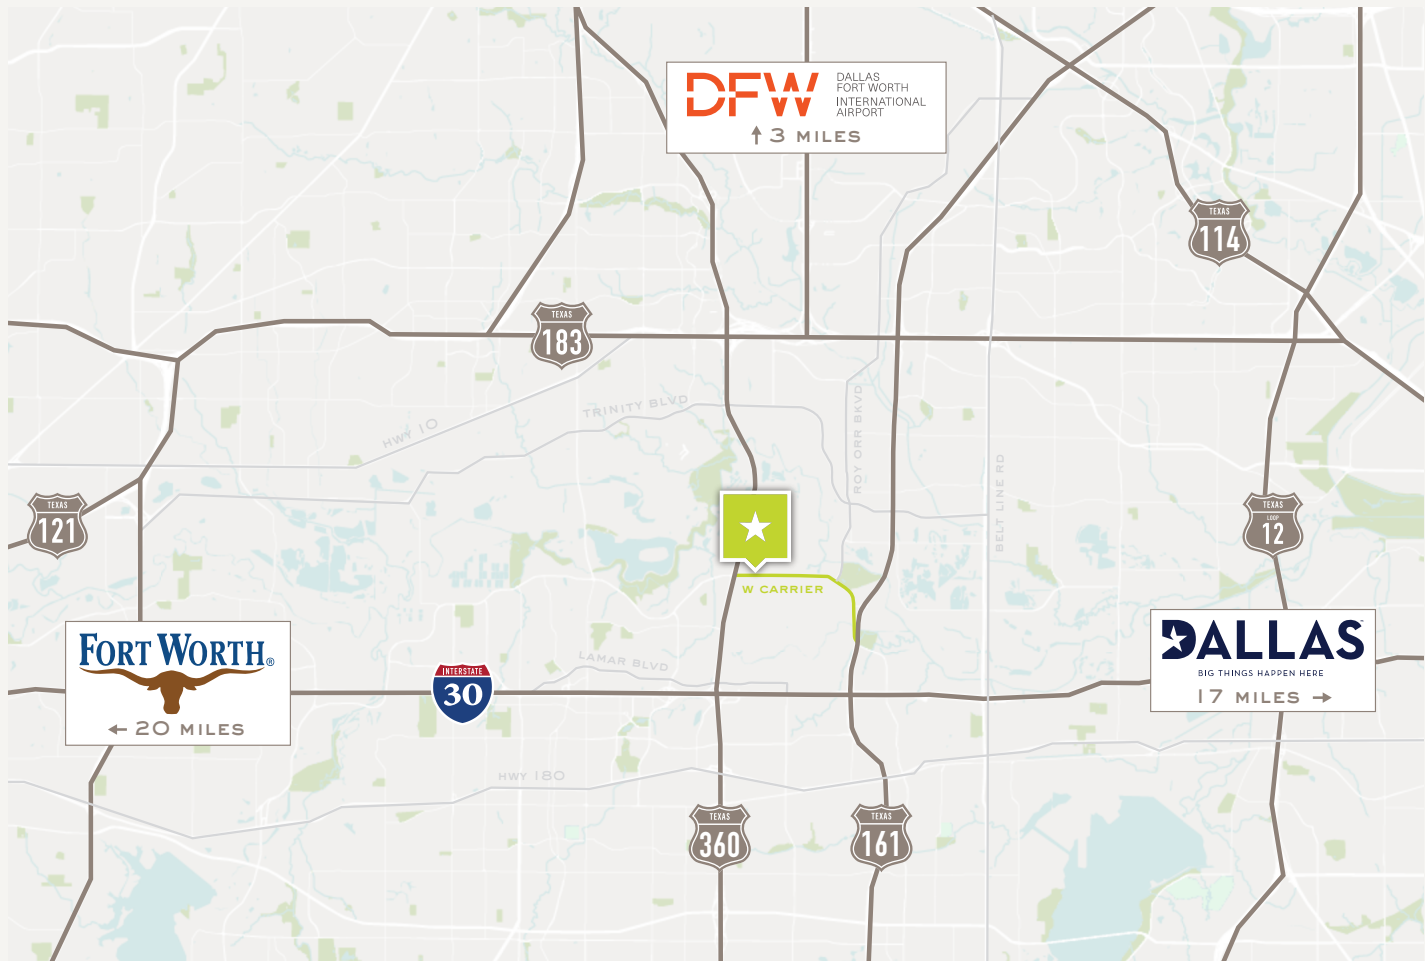 DFW
DALLAS
FORT WORTH
INTERNATIONAL
AIRPORT
↑ 3 MILES
TEXAS
114
TEXAS
183
HWY 10
TRINITY BLVD
ROY ORR BKVD
BELT LINE RD
TEXAS
121
TEXAS
LOOP
12
W CARRIER
FORT WORTH®
← 20 MILES
INTERSTATE
30
LAMAR BLVD
DALLAS™
BIG THINGS HAPPEN HERE
17 MILES →
HWY 180
TEXAS
360
TEXAS
161